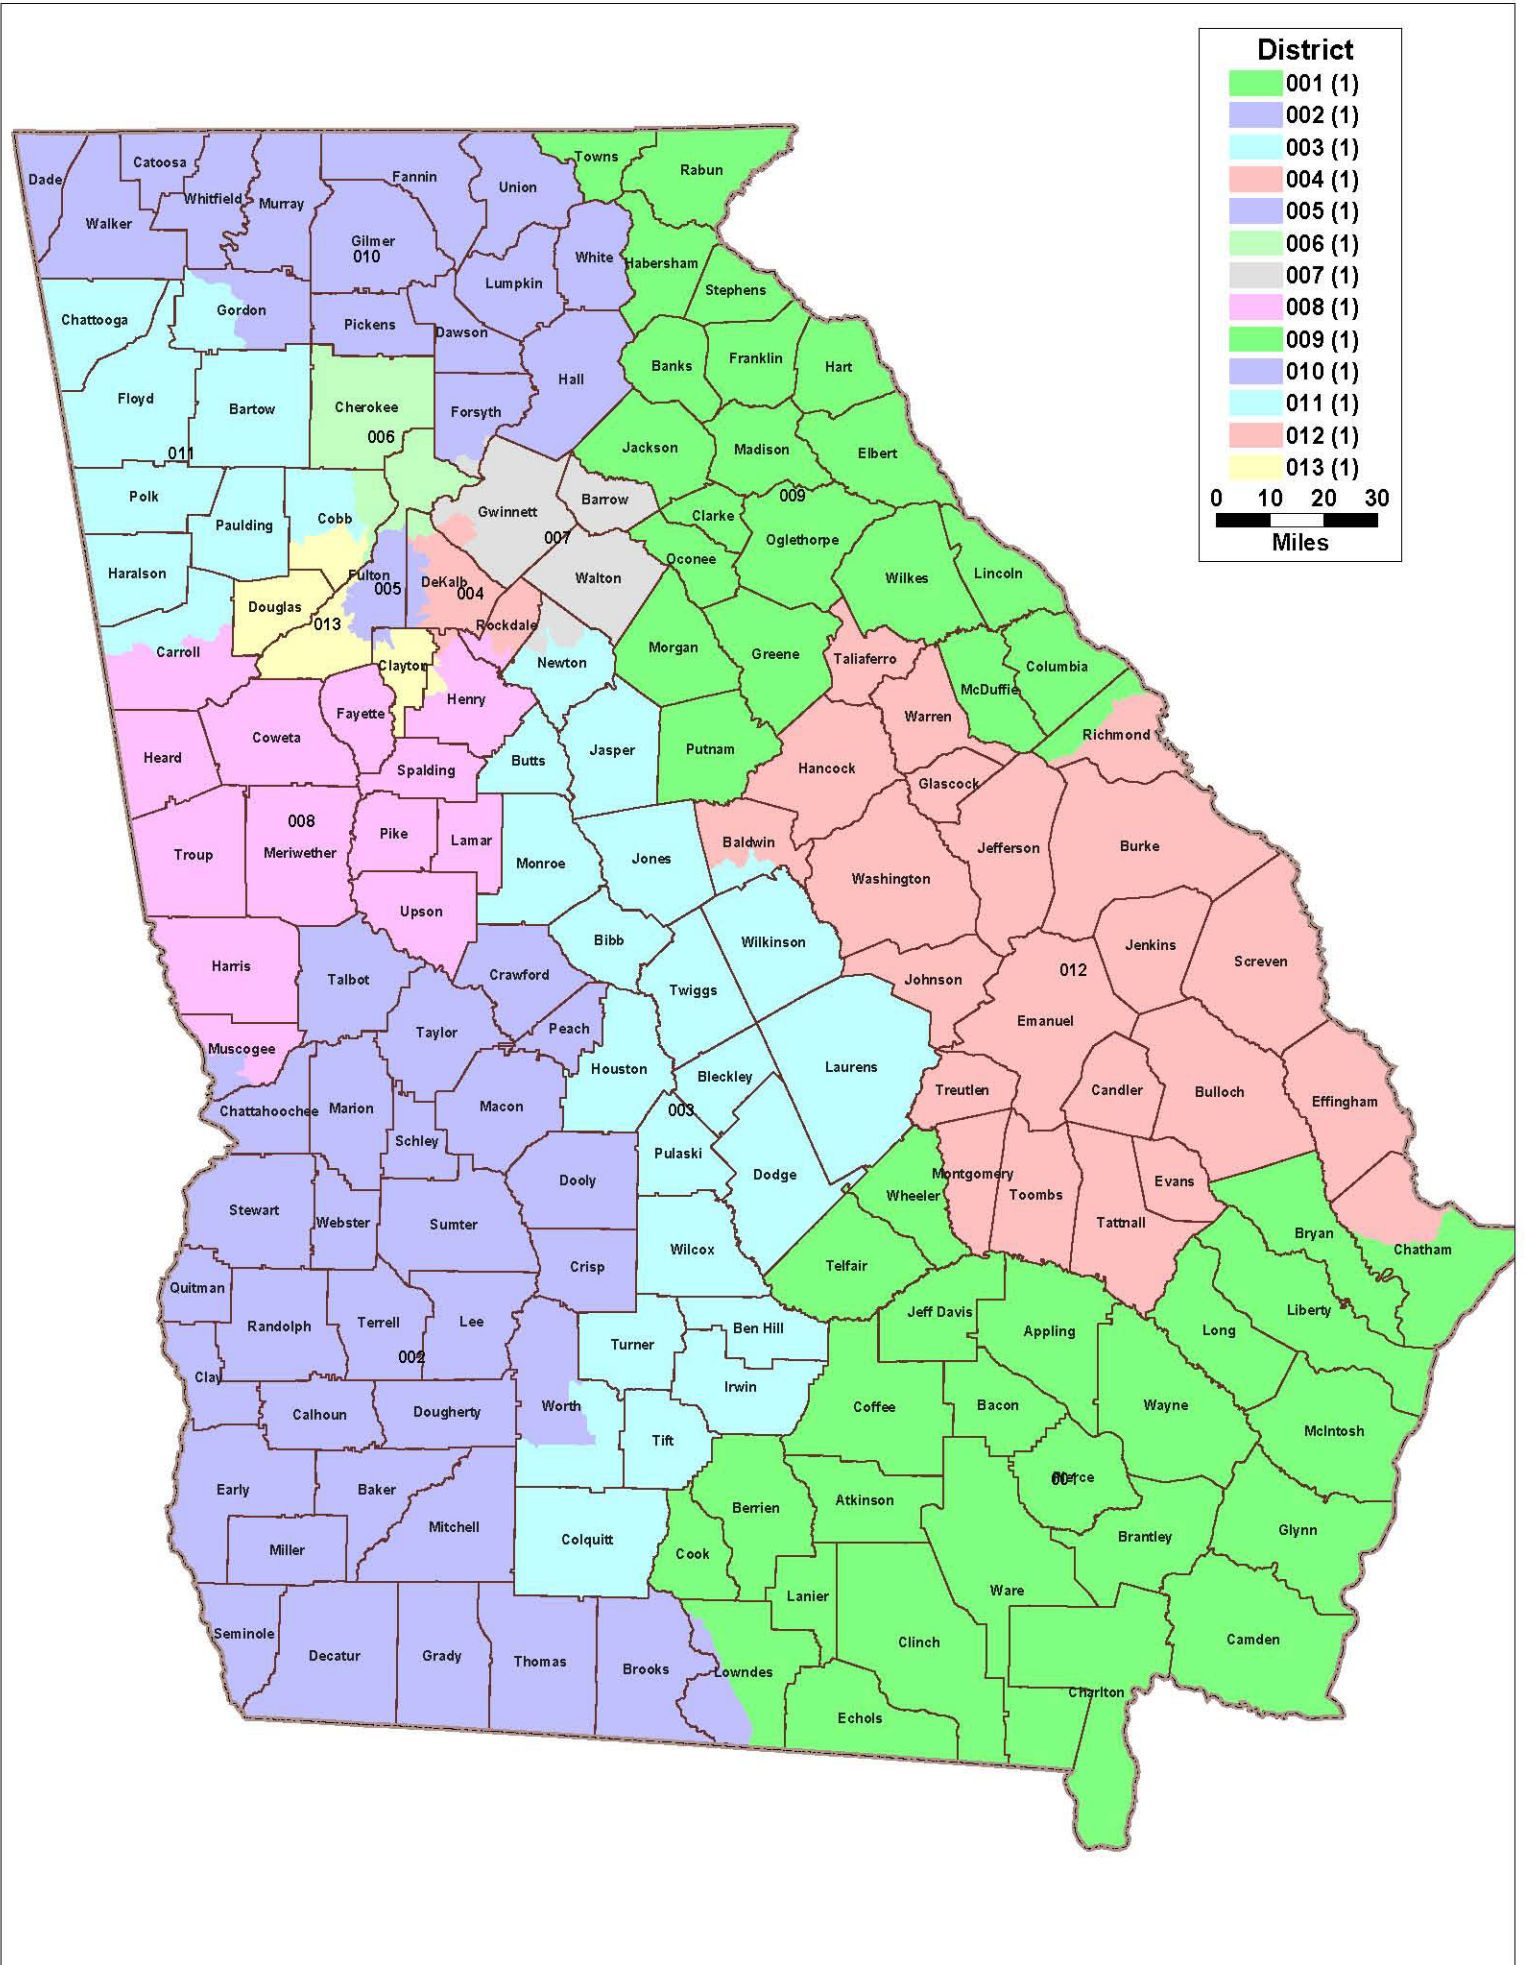 District
001 (1)
002 (1)
003 (1)
004 (1)
005 (1)
006 (1)
007 (1)
008 (1)
009 (1)
010 (1)
011 (1)
012 (1)
013 (1)
0 10 20 30
Miles
Dade
Catoosa
Walker
Whitfield
Murray
Fannin
Gilmer
010
Union
Towns
Rabun
White
Lumpkin
Habersham
Stephens
Chattooga
Gordon
Pickens
Dawson
Floyd
Bartow
Cherokee
006
Forsyth
Hall
Banks
Franklin
Hart
011
Jackson
Madison
Elbert
Polk
Paulding
Cobb
Gwinnett
Barrow
007
Clarke
009
Oconee
Oglethorpe
Wilkes
Lincoln
Haralson
Douglas
Fulton
005
DeKalb
004
Walton
013
Rockdale
Carroll
Clayton
Newton
Morgan
Greene
Taliaferro
McDuffie
Columbia
Henry
Fayette
Coweta
Heard
Spalding
Butts
Jasper
Putnam
Hancock
Warren
Glascock
Richmond
008
Troup
Meriwether
Pike
Lamar
Monroe
Jones
Baldwin
Washington
Jefferson
Burke
Upson
Bibb
Wilkinson
Johnson
012
Jenkins
Screven
Harris
Talbot
Crawford
Twiggs
Taylor
Peach
Houston
Emanuel
Muscogee
Laurens
Bleckley
Treutlen
Candler
Bulloch
Effingham
Chattahoochee
Marion
Macon
003
Schley
Pulaski
Dodge
Montgomery
Wheeler
Toombs
Tattnall
Evans
Dooly
Stewart
Webster
Sumter
Wilcox
Bryan
Chatham
Quitman
Crisp
Telfair
Liberty
Randolph
Terrell
Lee
002
Turner
Ben Hill
Jeff Davis
Appling
Long
Clay
Irwin
Calhoun
Dougherty
Worth
Tift
Coffee
Bacon
Wayne
McIntosh
Early
Baker
Mitchell
Berrien
Atkinson
Pierce
001
Miller
Colquitt
Cook
Brantley
Glynn
Lanier
Ware
Seminole
Decatur
Grady
Thomas
Brooks
Lowndes
Clinch
Camden
Echols
Charlton